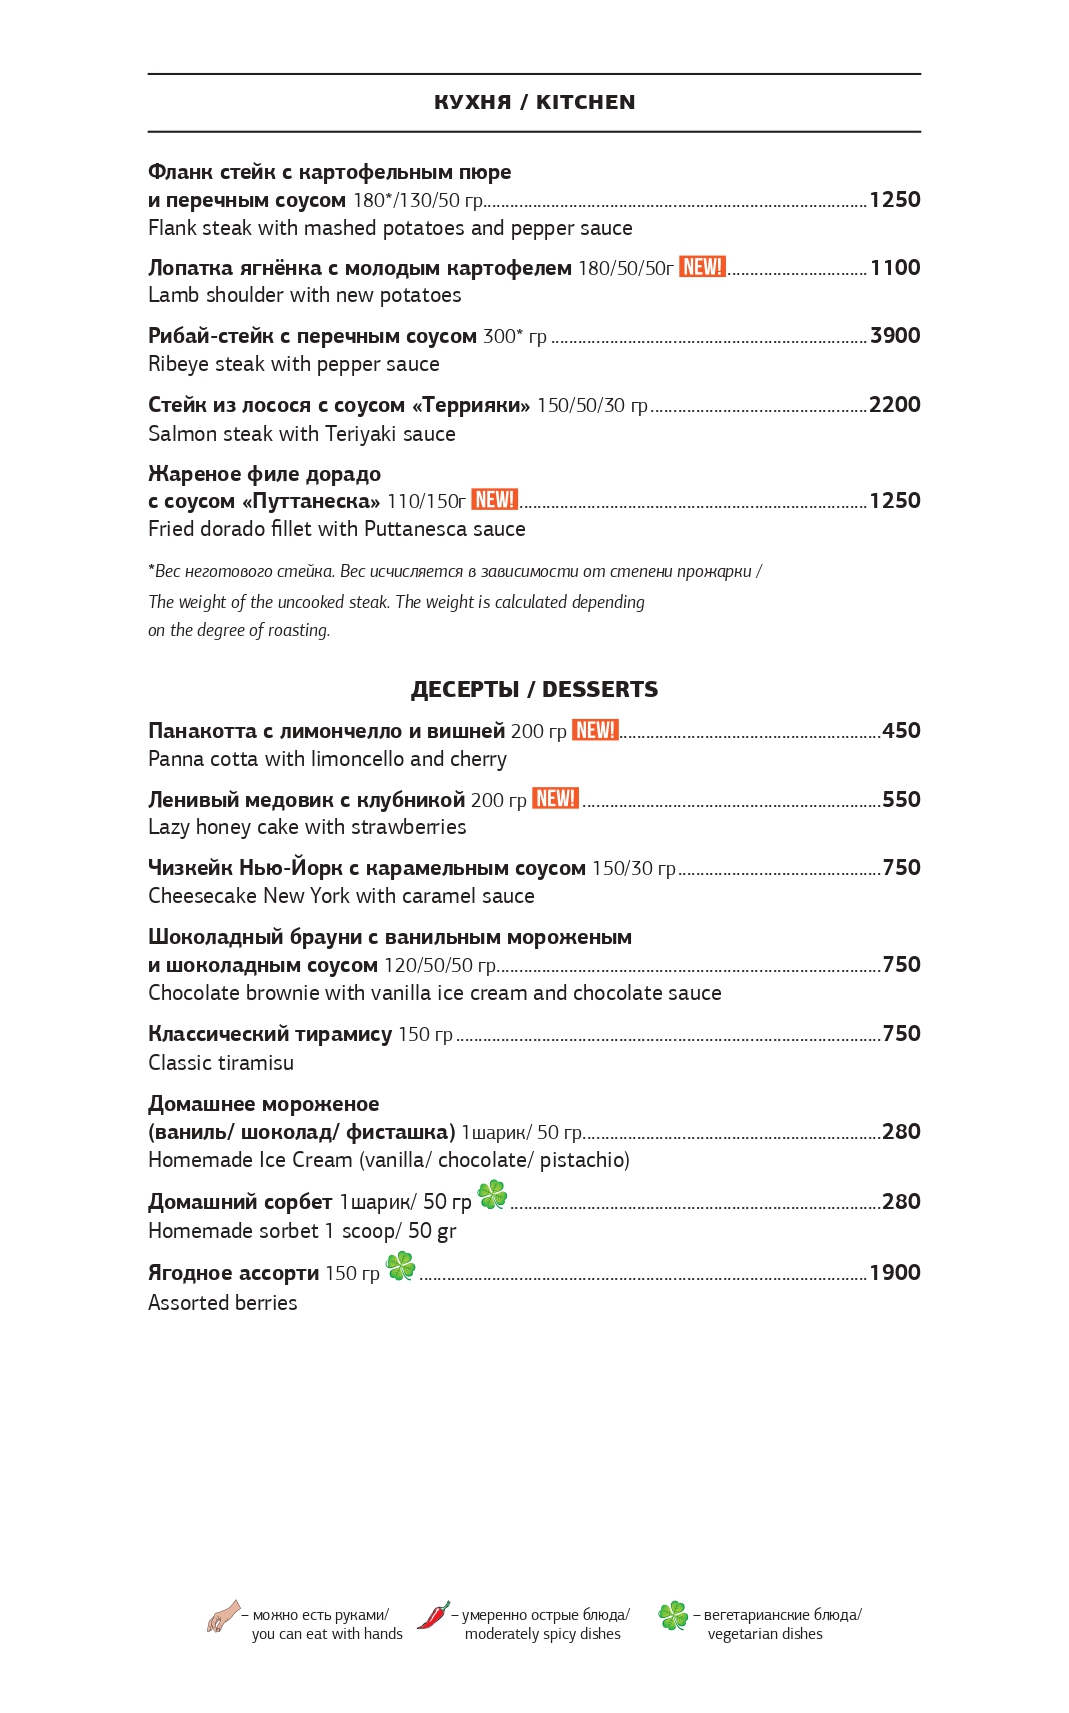 КУХНЯ / KITCHEN
Фланк стейк с картофельным пюре
и перечным соусом 180*/130/50 гр.....................................................................................1250
Flank steak with mashed potatoes and pepper sauce
Лопатка ягнёнка с молодым картофелем 180/50/50г NEW!...............................1100
Lamb shoulder with new potatoes
Рибай-стейк с перечным соусом 300* гр ......................................................................3900
Ribeye steak with pepper sauce
Стейк из лосося с соусом «Террияки» 150/50/30 гр................................................2200
Salmon steak with Teriyaki sauce
Жареное филе дорадо
с соусом «Путтанеска» 110/150г NEW!.............................................................................1250
Fried dorado fillet with Puttanesca sauce
*Вес неготового стейка. Вес исчисляется в зависимости от степени прожарки /
The weight of the uncooked steak. The weight is calculated depending
on the degree of roasting.
ДЕСЕРТЫ / DESSERTS
Панакотта с лимончелло и вишней 200 гр NEW!..........................................................450
Panna cotta with limoncello and cherry
Ленивый медовик с клубникой 200 гр NEW! ..................................................................550
Lazy honey cake with strawberries
Чизкейк Нью-Йорк с карамельным соусом 150/30 гр.............................................750
Cheesecake New York with caramel sauce
Шоколадный брауни с ванильным мороженым
и шоколадным соусом 120/50/50 гр.....................................................................................750
Chocolate brownie with vanilla ice cream and chocolate sauce
Классический тирамису 150 гр ..............................................................................................750
Classic tiramisu
Домашнее мороженое
(ваниль/ шоколад/ фисташка) 1шарик/ 50 гр..................................................................280
Homemade Ice Cream (vanilla/ chocolate/ pistachio)
Домашний сорбет 1шарик/ 50 гр ..................................................................................280
Homemade sorbet 1 scoop/ 50 gr
Ягодное ассорти 150 гр ...................................................................................................1900
Assorted berries
– можно есть руками/
you can eat with hands
– умеренно острые блюда/
moderately spicy dishes
– вегетарианские блюда/
vegetarian dishes